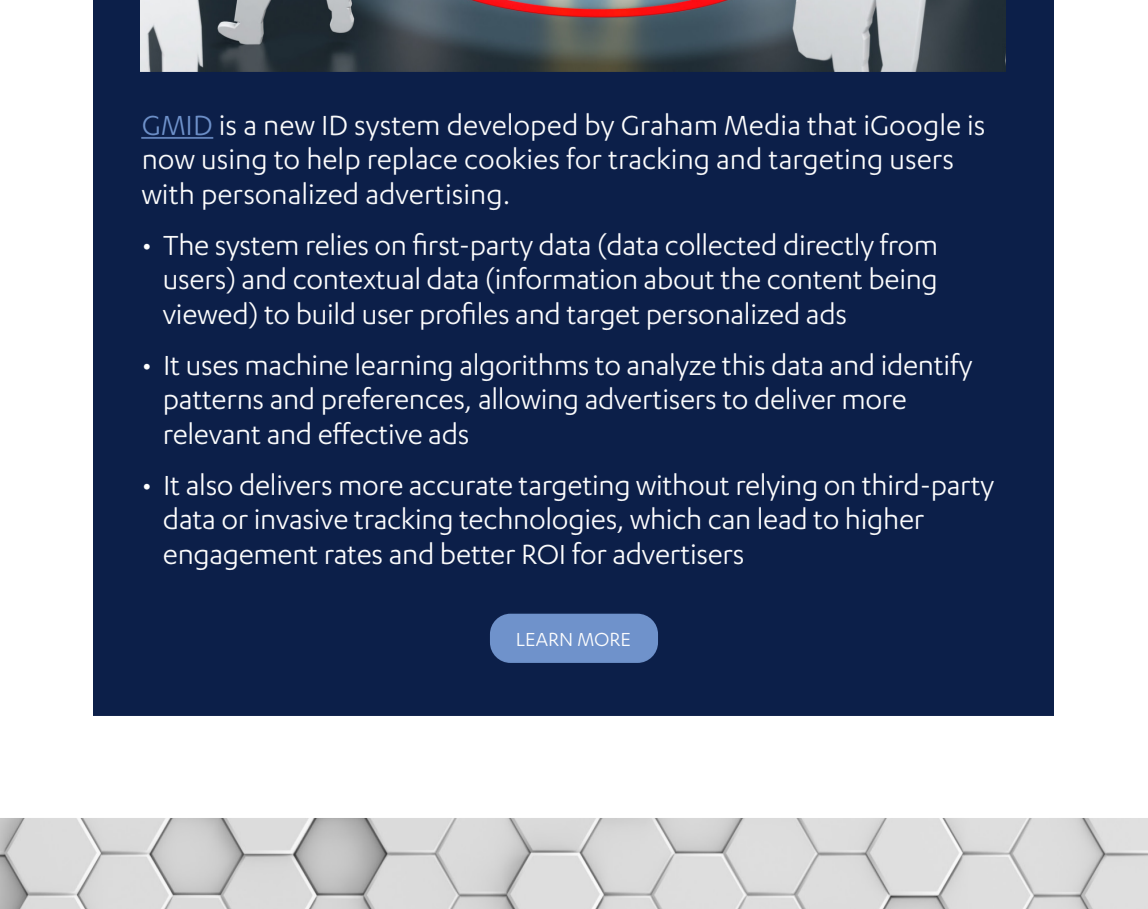 GMID is a new ID system developed by Graham Media that iGoogle is
now using to help replace cookies for tracking and targeting users
with personalized advertising.
• The system relies on first-party data (data collected directly from
users) and contextual data (information about the content being
viewed) to build user profiles and target personalized ads
• It uses machine learning algorithms to analyze this data and identify
patterns and preferences, allowing advertisers to deliver more
relevant and effective ads
• It also delivers more accurate targeting without relying on third-party
data or invasive tracking technologies, which can lead to higher
engagement rates and better ROI for advertisers
LEARN MORE